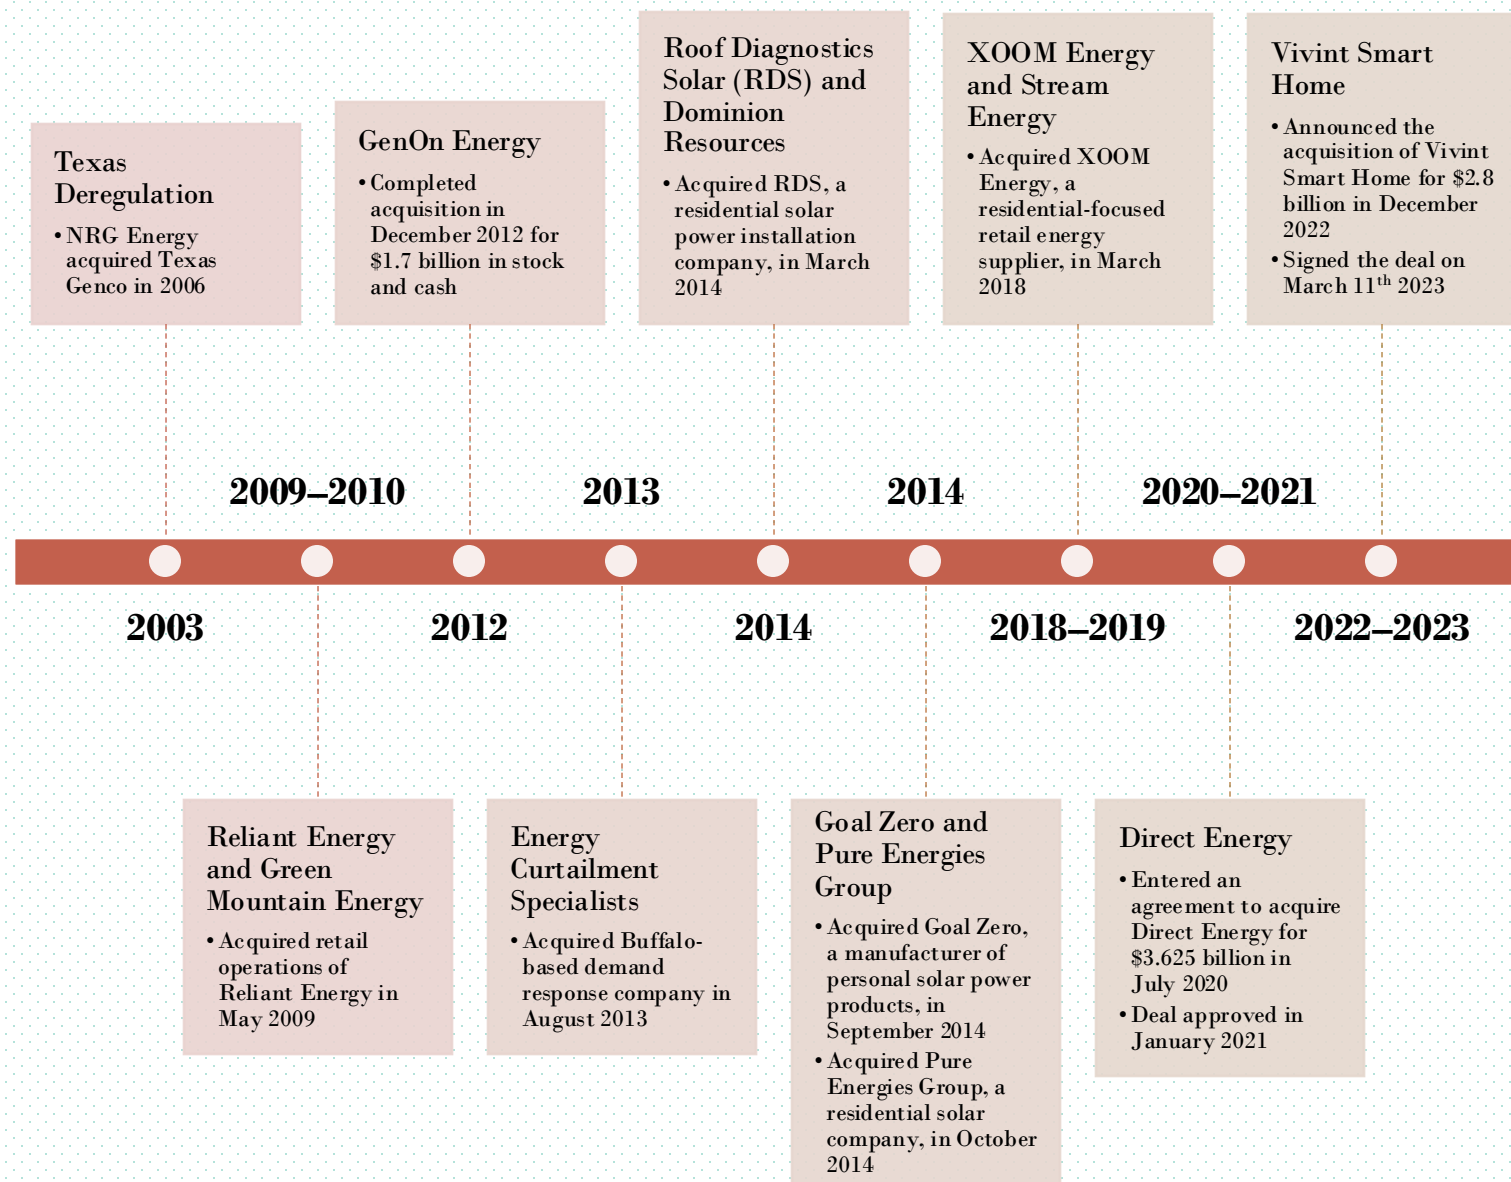 Texas
Deregulation
• NRG Energy
acquired Texas
Genco in 2006
GenOn Energy
• Completed
acquisition in
December 2012 for
$1.7 billion in stock
and cash
Roof Diagnostics
Solar (RDS) and
Dominion
Resources
• Acquired RDS, a
residential solar
power installation
company, in March
2014
XOOM Energy
and Stream
Energy
• Acquired XOOM
Energy, a
residential-focused
retail energy
supplier, in March
2018
Vivint Smart
Home
• Announced the
acquisition of Vivint
Smart Home for $2.8
billion in December
2022
• Signed the deal on
March 11th 2023
2009–2010
2013
2014
2020–2021
2003
2012
2014
2018–2019
2022–2023
Reliant Energy
and Green
Mountain Energy
• Acquired retail
operations of
Reliant Energy in
May 2009
Energy
Curtailment
Specialists
• Acquired Buffalo-
based demand
response company in
August 2013
Goal Zero and
Pure Energies
Group
• Acquired Goal Zero,
a manufacturer of
personal solar power
products, in
September 2014
• Acquired Pure
Energies Group, a
residential solar
company, in October
2014
Direct Energy
• Entered an
agreement to acquire
Direct Energy for
$3.625 billion in
July 2020
• Deal approved in
January 2021